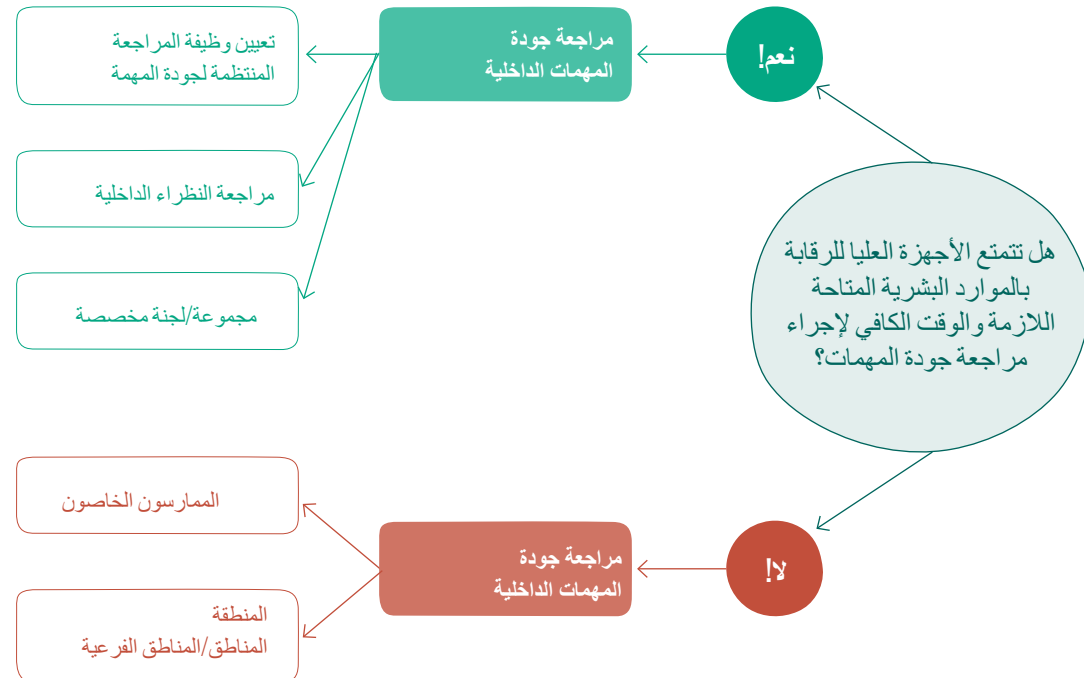 هل تتمتع الأجهزة العليا للرقابة
بالموارد البشرية المتاحة
اللازمة والوقت الكافي لإجراء
مراجعة جودة المهمات؟
نعم!
مراجعة جودة
المهمات الداخلية
تعيين وظيفة المراجعة
المنتظمة لجودة المهمة
مراجعة النظراء الداخلية
مجموعة/لجنة مخصصة
لا!
مراجعة جودة
المهمات الداخلية
الممارسون الخاصون
المنطقة
المناطق/المناطق الفرعية